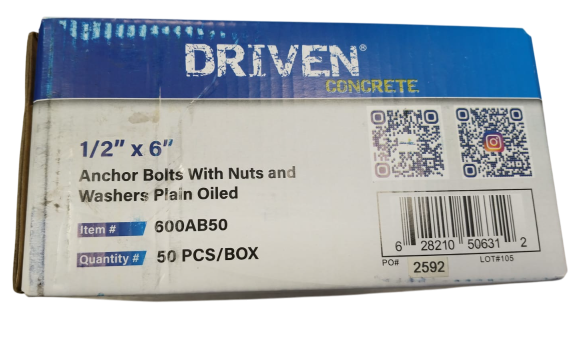 DRIVEN®
CONCRETE
1/2" x 6"
Anchor Bolts With Nuts and
Washers Plain Oiled
Item # 600AB50
Quantity # 50 PCS/BOX
6 28210 50631 2
PO# 2592 LOT#105